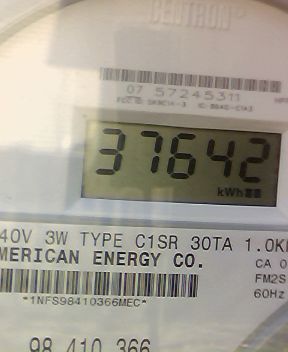 CENTRON
07 57245311
37642
kWh
40V 3W TYPE C1SR 30TA 1.0K
MERICAN ENERGY CO.
CA 0
FM2S
60Hz
*1NFS98410366MEC*
98 410 366